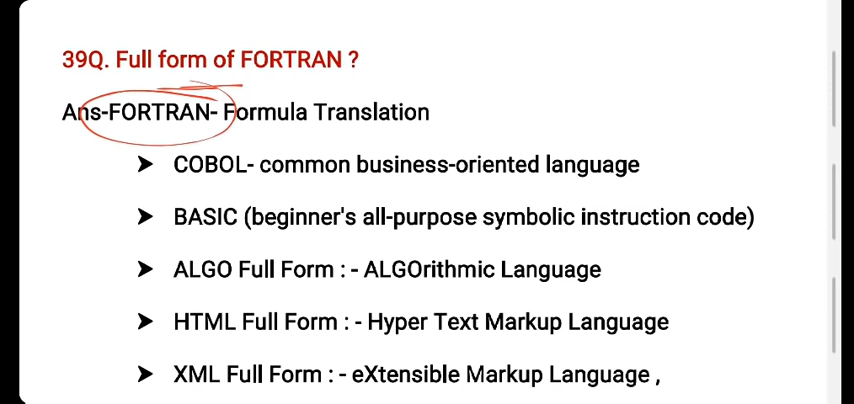 39Q. Full form of FORTRAN ?
Ans-FORTRAN- Formula Translation
➤ COBOL- common business-oriented language
➤ BASIC (beginner's all-purpose symbolic instruction code)
➤ ALGO Full Form : - ALGOrithmic Language
➤ HTML Full Form : - Hyper Text Markup Language
➤ XML Full Form : - eXtensible Markup Language ,